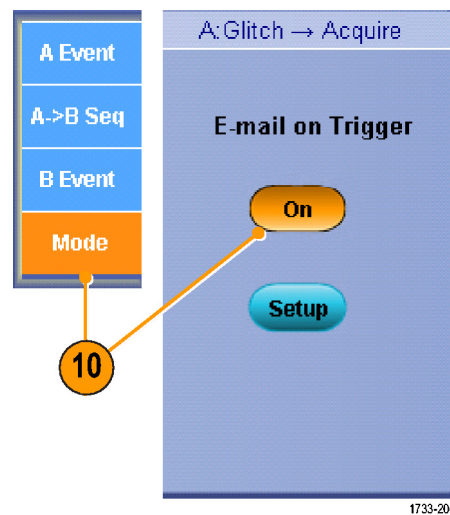 A Event
A->B Seq
B Event
Mode
10
A:Glitch → Acquire
E-mail on Trigger
On
Setup
1733-20